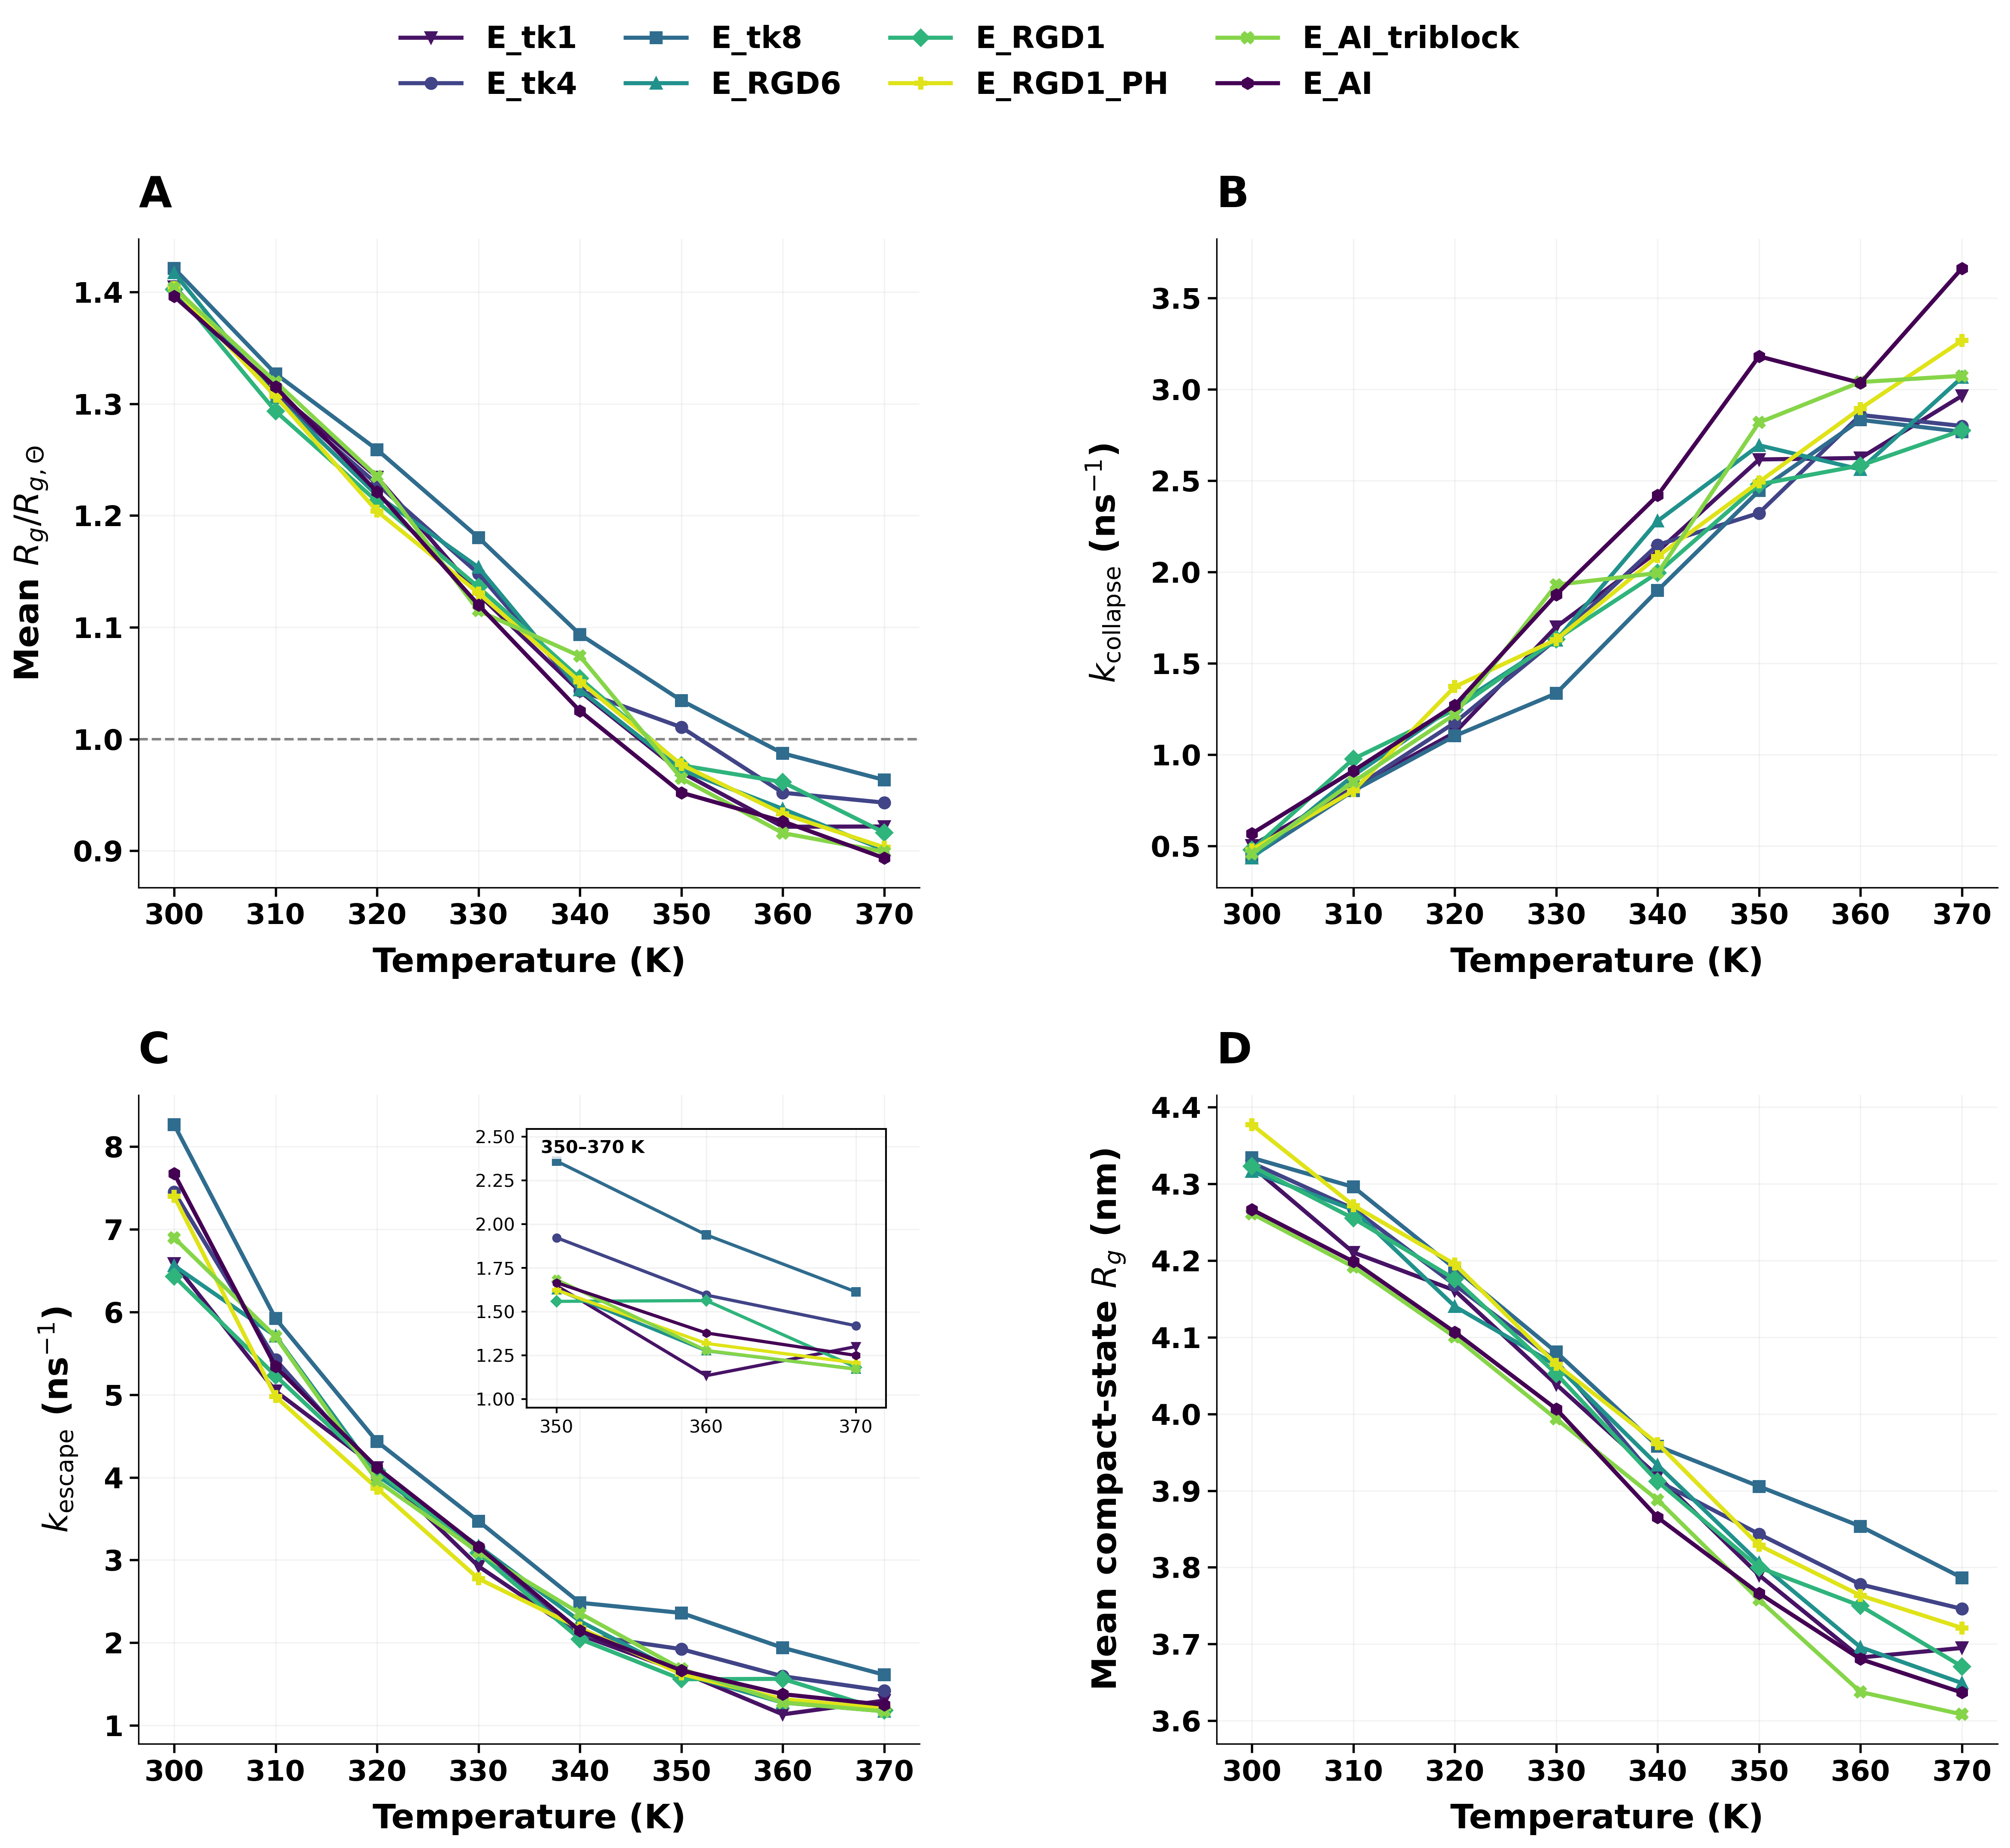 E_tk1 E_tk8 E_RGD1 E_AI_triblock
E_tk4 E_RGD6 E_RGD1_PH E_AI
A
Mean R_g/R_{g,Θ}
1.4
1.3
1.2
1.1
1.0
0.9
300 310 320 330 340 350 360 370
Temperature (K)
B
k_collapse (ns⁻¹)
3.5
3.0
2.5
2.0
1.5
1.0
0.5
300 310 320 330 340 350 360 370
Temperature (K)
C
k_escape (ns⁻¹)
8
7
6
5
4
3
2
1
300 310 320 330 340 350 360 370
Temperature (K)
350–370 K
2.50
2.25
2.00
1.75
1.50
1.25
1.00
350 360 370
D
Mean compact-state R_g (nm)
4.4
4.3
4.2
4.1
4.0
3.9
3.8
3.7
3.6
300 310 320 330 340 350 360 370
Temperature (K)